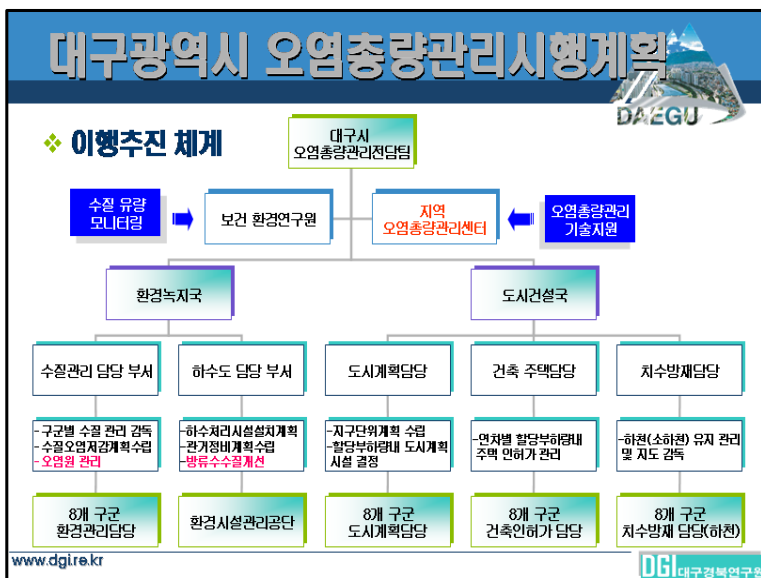 대구광역시 오염총량관리시행계획
DAEGU
이행추진 체계
대구시
오염총량관리전담팀
수질 유량
모니터링
보건 환경연구원
지역
오염총량관리센터
오염총량관리
기술지원
환경녹지국
도시건설국
수질관리 담당 부서
하수도 담당 부서
도시계획담당
건축 주택담당
치수방재담당
-구군별 수질 관리 감독
-수질오염저감계획수립
-오염원 관리
-하수처리시설설치계획
-관거정비계획수립
-방류수수질개선
-지구단위계획 수립
-할당부하량내 도시계획
시설 결정
-연차별 할당부하량내
주택 인허가 관리
-하천(소하천) 유지 관리
및 지도 감독
8개 구군
환경관리담당
환경시설관리공단
8개 구군
도시계획담당
8개 구군
건축인허가 담당
8개 구군
치수방재 담당(하천)
www.dgi.re.kr
DGI 대구경북연구원